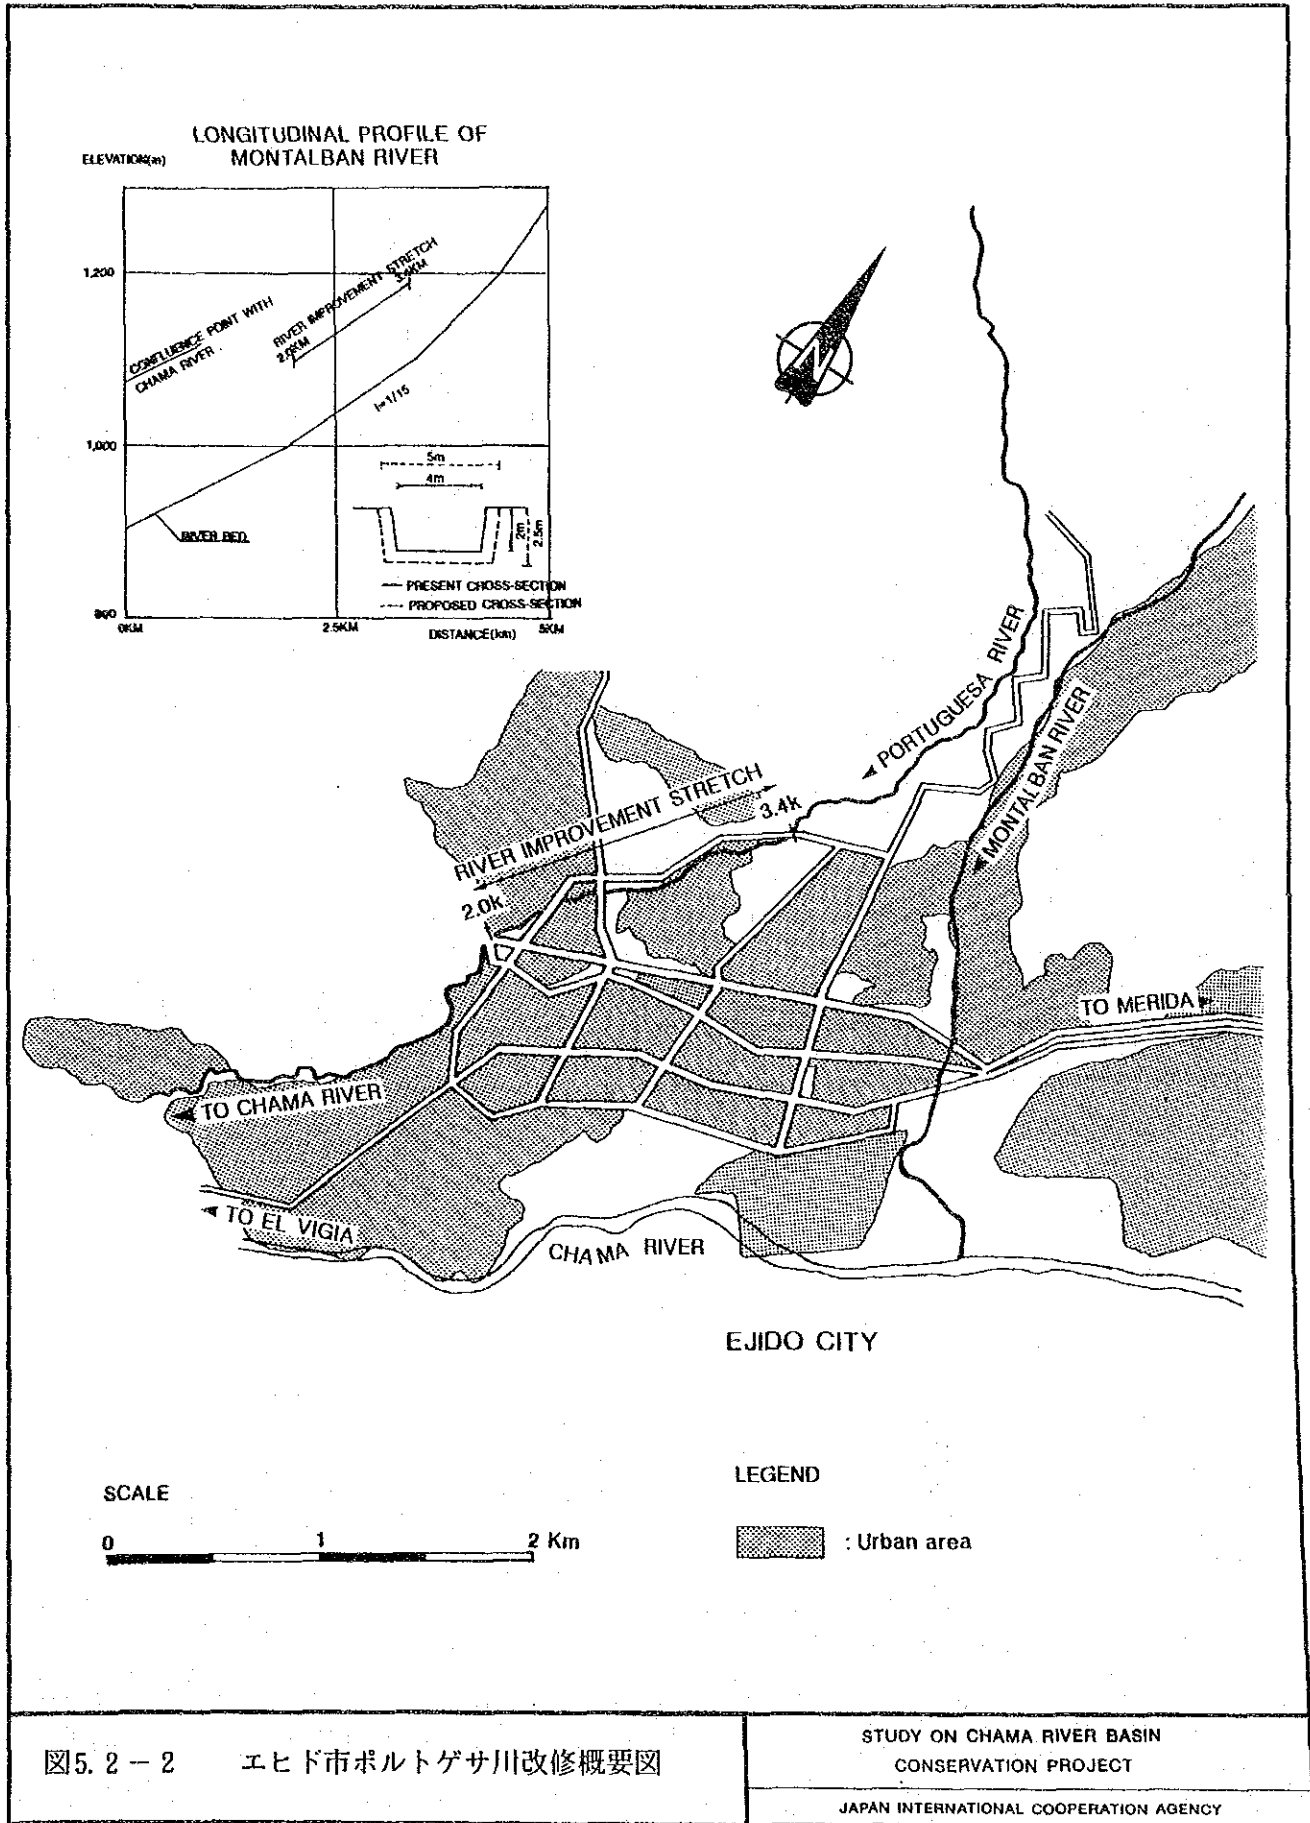 LONGITUDINAL PROFILE OF
MONTALBAN RIVER
ELEVATION(m)
1,200
1,000
800
0KM
2.5KM
5KM
DISTANCE(km)
CONFLUENCE POINT WITH
CHAMA RIVER
RIVER IMPROVEMENT STRETCH
2.0KM
3.4KM
I=1/15
RIVER BED
5m
4m
2m
2.5m
PRESENT CROSS-SECTION
PROPOSED CROSS-SECTION
N
PORTUGUESA RIVER
MONTALBAN RIVER
RIVER IMPROVEMENT STRETCH
3.4k
2.0k
TO MERIDA
TO CHAMA RIVER
TO EL VIGIA
CHAMA RIVER
EJIDO CITY
SCALE
0 1 2 Km
LEGEND
: Urban area
図5.2-2 エヒド市ポルトゲサ川改修概要図
STUDY ON CHAMA RIVER BASIN
CONSERVATION PROJECT
JAPAN INTERNATIONAL COOPERATION AGENCY